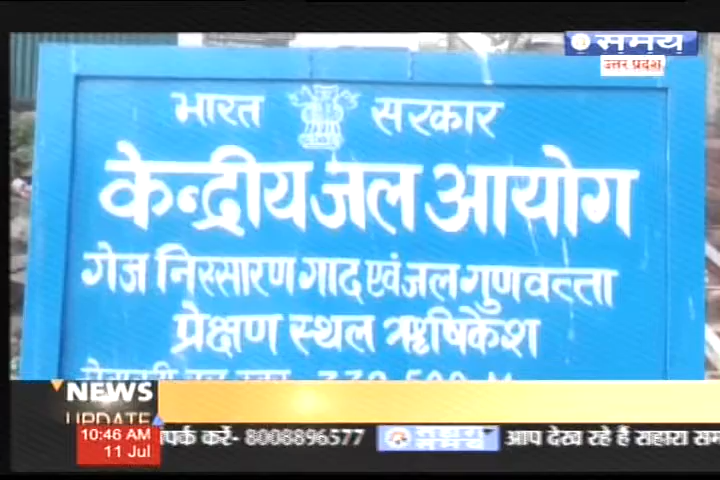 समय
उत्तर प्रदेश
भारत सरकार
केन्द्रीय जल आयोग
गेज निस्सारण गाद एवं जल गुणवत्ता
प्रेक्षण स्थल ऋषिकेश
NEWS
UPDATE
10:46 AM
11 Jul
पर्क करें- 8008896577
समय
आप देख रहे हैं सहारा सम